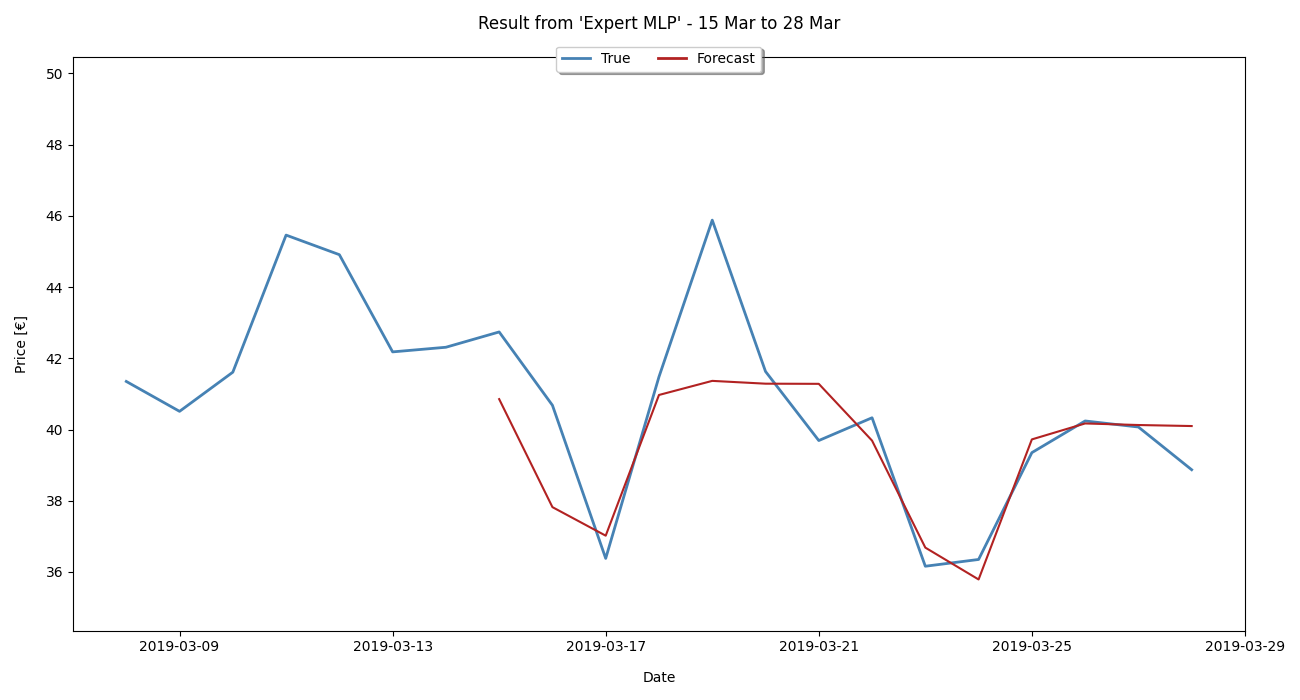 Result from 'Expert MLP' - 15 Mar to 28 Mar
True Forecast
50
48
46
44
42
40
38
36
Price [€]
2019-03-09 2019-03-13 2019-03-17 2019-03-21 2019-03-25 2019-03-29
Date